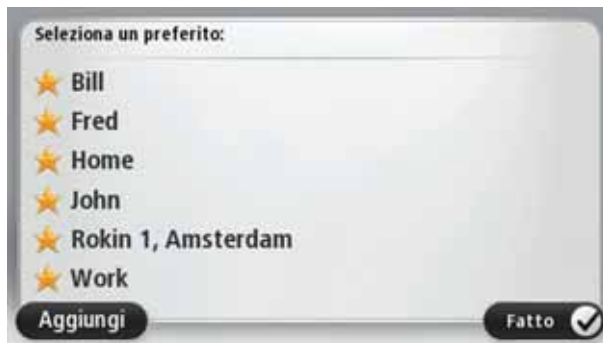 Seleziona un preferito:
Bill
Fred
Home
John
Rokin 1, Amsterdam
Work
Aggiungi
Fatto